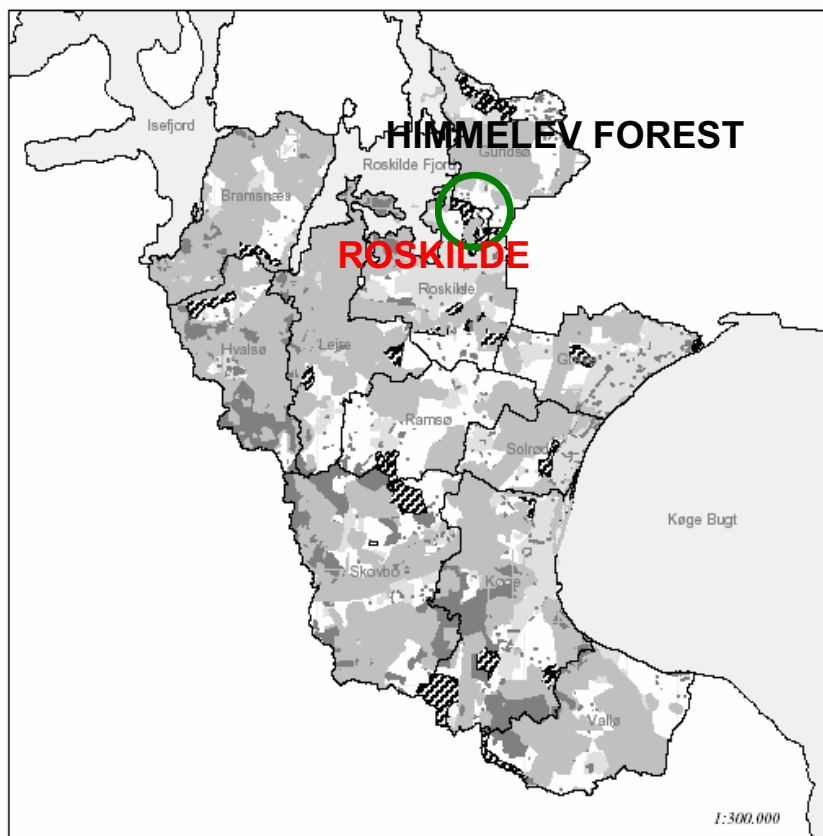 HIMMELEV FOREST
Isefjord
Gundsø
Roskilde Fjord
Bramsnæs
ROSKILDE
Roskilde
Hvalsø
Lejre
Ramsø
Solrød
Køge Bugt
Skovbo
Køge
Vallø
1:300.000